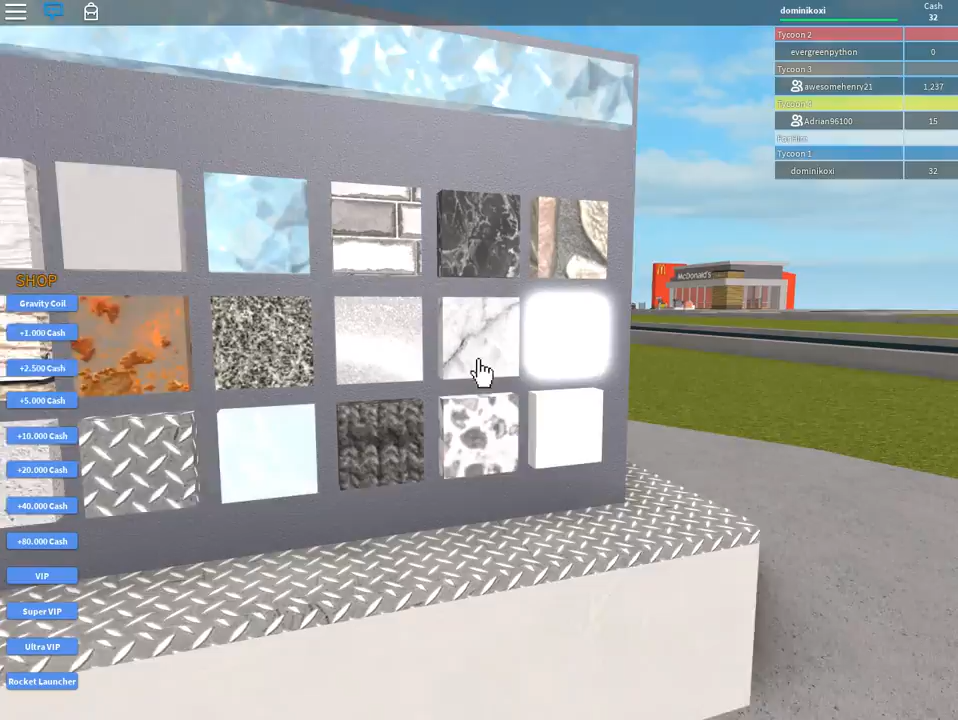 dominikoxi
Cash
32
Tycoon 2
evergreenpython 0
Tycoon 3
awesomehenry21 1,237
Tycoon 4
Adrian96100 15
Tycoon 1
dominikoxi 32
McDonald's
SHOP
Gravity Coil
+1.000 Cash
+2.500 Cash
+5.000 Cash
+10.000 Cash
+20.000 Cash
+40.000 Cash
+80.000 Cash
VIP
Super VIP
Ultra VIP
Rocket Launcher